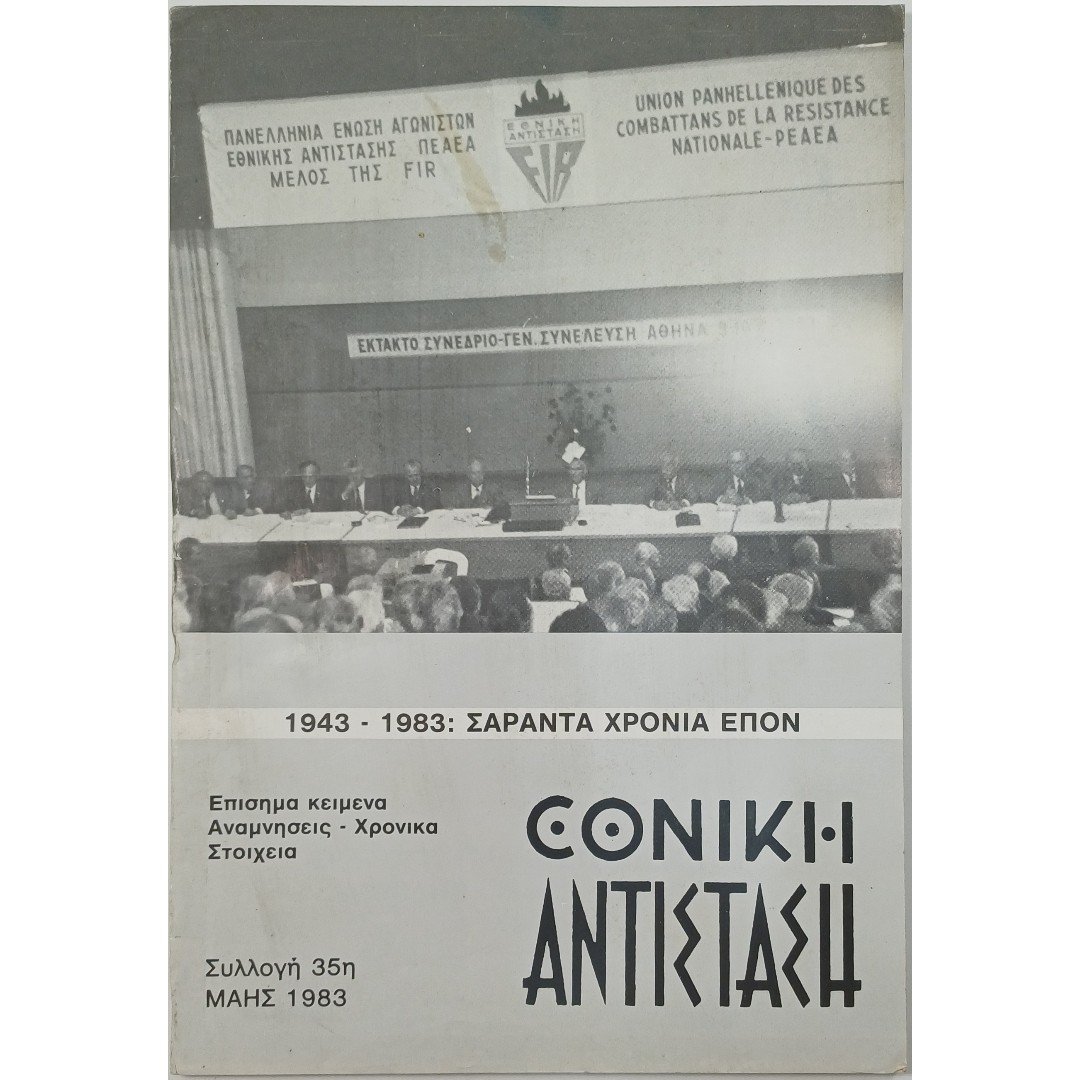 ΠΑΝΕΛΛΗΝΙΑ ΕΝΩΣΗ ΑΓΩΝΙΣΤΩΝ
ΕΘΝΙΚΗΣ ΑΝΤΙΣΤΑΣΗΣ ΠΕΑΕΑ
ΜΕΛΟΣ ΤΗΣ FIR
ΕΘΝΙΚΗ
ΑΝΤΙΣΤΑΣΗ
FIR
UNION PANHELLENIQUE DES
COMBATTANS DE LA RESISTANCE
NATIONALE-PEAEA
ΕΚΤΑΚΤΟ ΣΥΝΕΔΡΙΟ-ΓΕΝ. ΣΥΝΕΛΕΥΣΗ ΑΘΗΝΑ
1943 - 1983: ΣΑΡΑΝΤΑ ΧΡΟΝΙΑ ΕΠΟΝ
Επισημα κειμενα
Αναμνησεις - Χρονικα
Στοιχεια
ΕΘΝΙΚΗ
ΑΝΤΙΣΤΑΣΗ
Συλλογή 35η
ΜΑΗΣ 1983